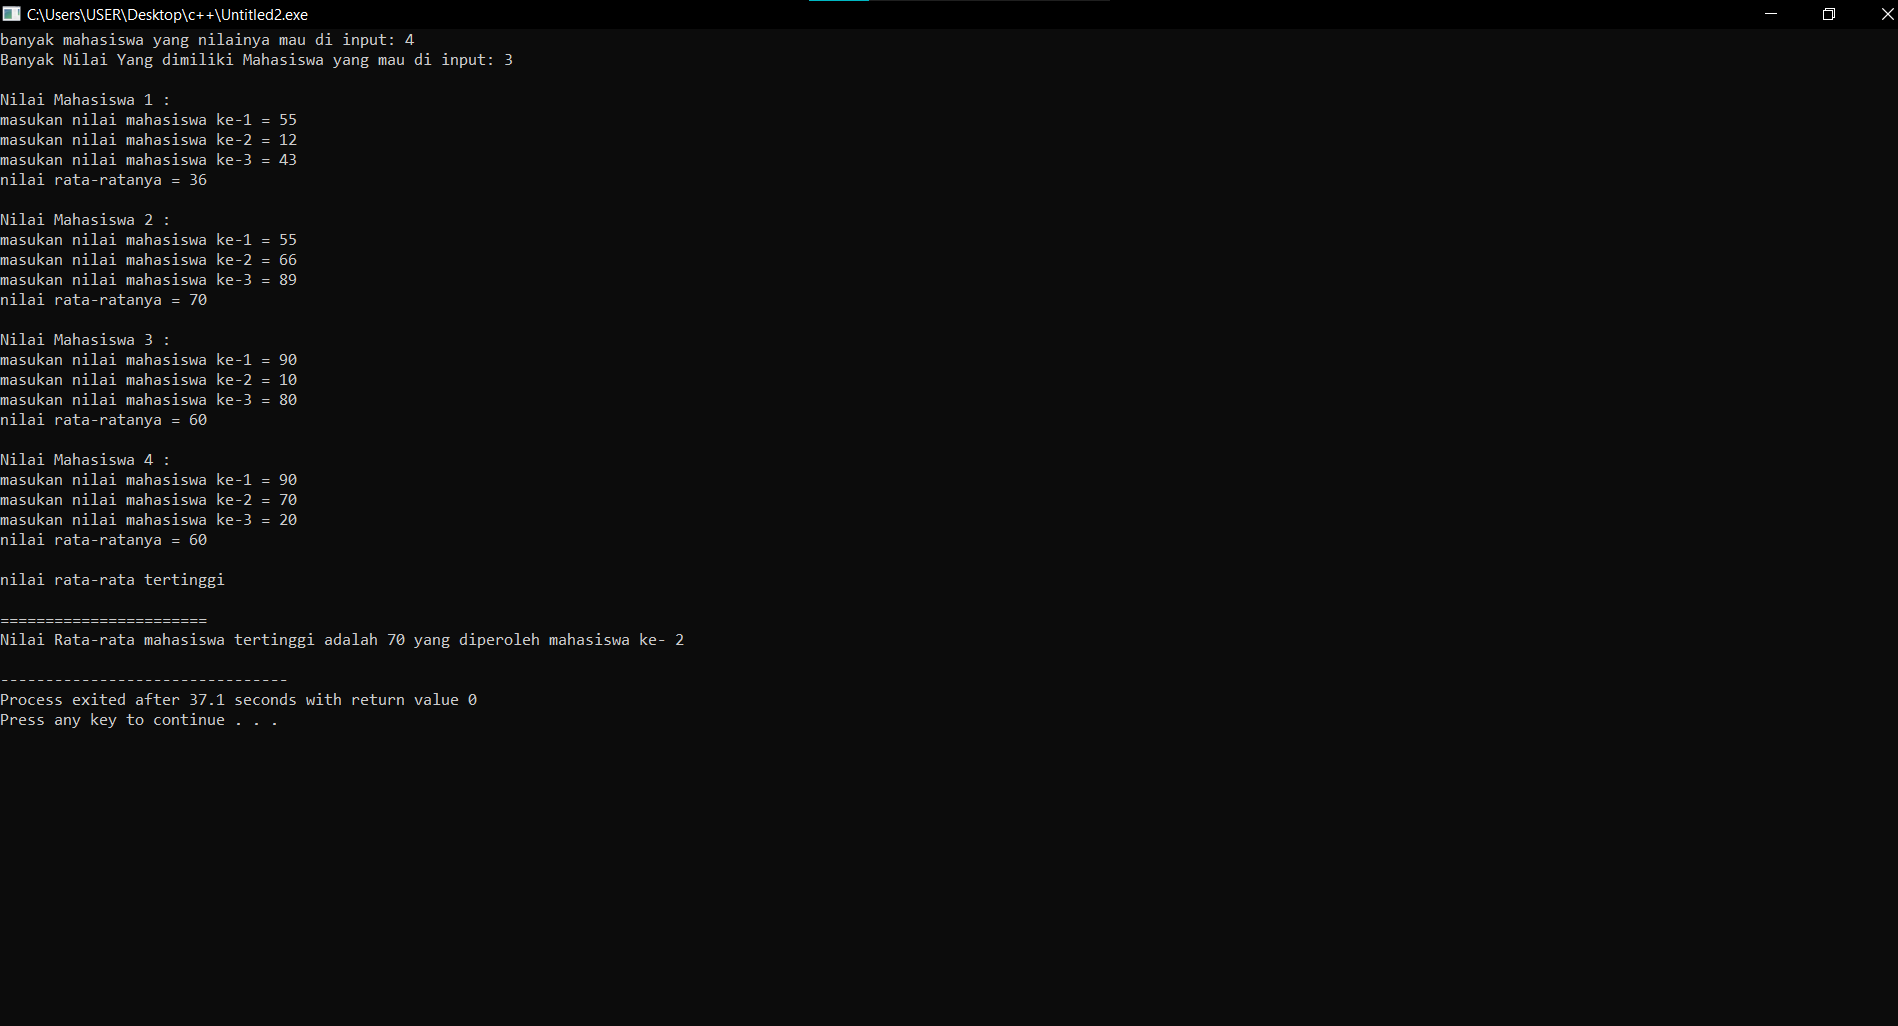 C:\Users\USER\Desktop\c++\Untitled2.exe
banyak mahasiswa yang nilainya mau di input: 4
Banyak Nilai Yang dimiliki Mahasiswa yang mau di input: 3
Nilai Mahasiswa 1 :
masukan nilai mahasiswa ke-1 = 55
masukan nilai mahasiswa ke-2 = 12
masukan nilai mahasiswa ke-3 = 43
nilai rata-ratanya = 36
Nilai Mahasiswa 2 :
masukan nilai mahasiswa ke-1 = 55
masukan nilai mahasiswa ke-2 = 66
masukan nilai mahasiswa ke-3 = 89
nilai rata-ratanya = 70
Nilai Mahasiswa 3 :
masukan nilai mahasiswa ke-1 = 90
masukan nilai mahasiswa ke-2 = 10
masukan nilai mahasiswa ke-3 = 80
nilai rata-ratanya = 60
Nilai Mahasiswa 4 :
masukan nilai mahasiswa ke-1 = 90
masukan nilai mahasiswa ke-2 = 70
masukan nilai mahasiswa ke-3 = 20
nilai rata-ratanya = 60
nilai rata-rata tertinggi
=======================
Nilai Rata-rata mahasiswa tertinggi adalah 70 yang diperoleh mahasiswa ke- 2
--------------------------------
Process exited after 37.1 seconds with return value 0
Press any key to continue . . .